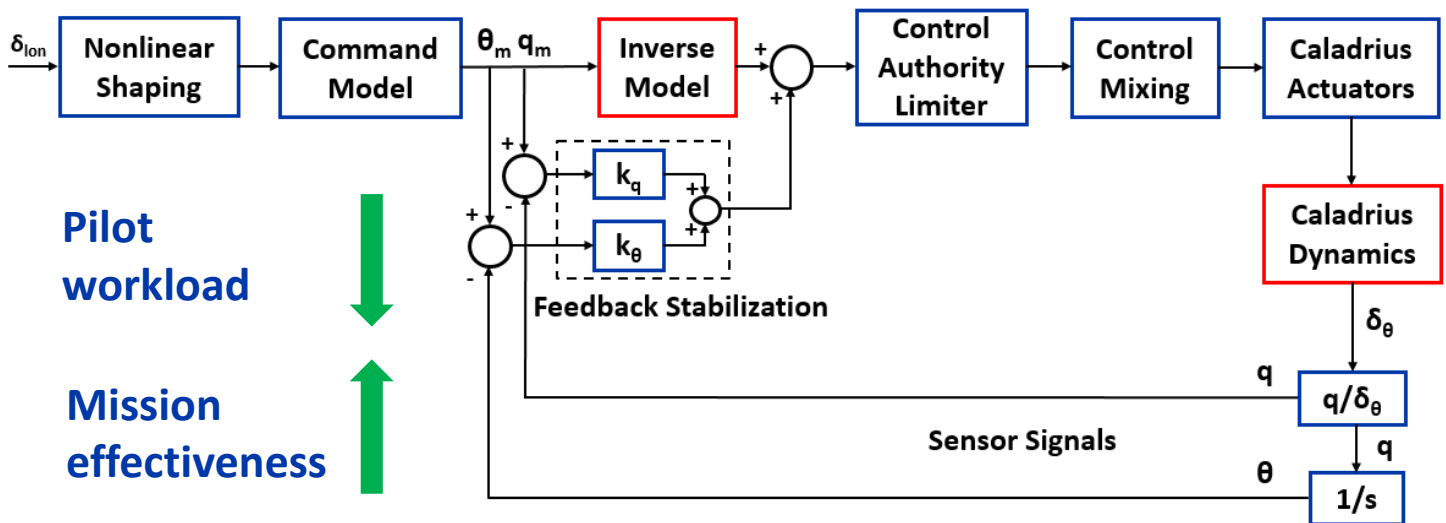 δlon
Nonlinear
Shaping
Command
Model
θm qm
Inverse
Model
+
+
Control
Authority
Limiter
Control
Mixing
Caladrius
Actuators
+
-
kq
+
+
-
kθ
+
+
Feedback Stabilization
Caladrius
Dynamics
Pilot
workload
δθ
q
q/δθ
Mission
effectiveness
Sensor Signals
q
θ
1/s